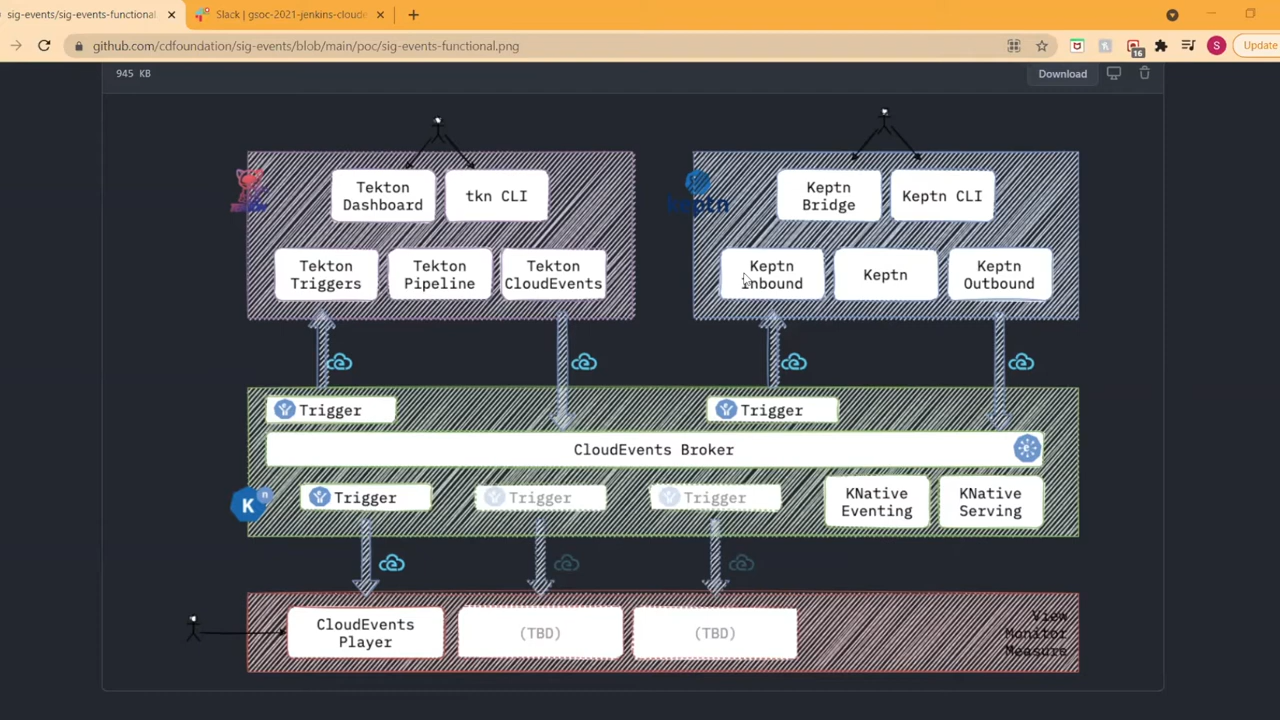 sig-events/sig-events-functional
Slack | gsoc-2021-jenkins-cloude
github.com/cdfoundation/sig-events/blob/main/poc/sig-events-functional.png
16
S
Update
945 KB
Download
Tekton
Dashboard
tkn CLI
Keptn
Bridge
Keptn CLI
keptn
Tekton
Triggers
Tekton
Pipeline
Tekton
CloudEvents
Keptn
Inbound
Keptn
Keptn
Outbound
Trigger
Trigger
CloudEvents Broker
K
n
Trigger
Trigger
Trigger
KNative
Eventing
KNative
Serving
CloudEvents
Player
(TBD)
(TBD)
View
Monitor
Measure